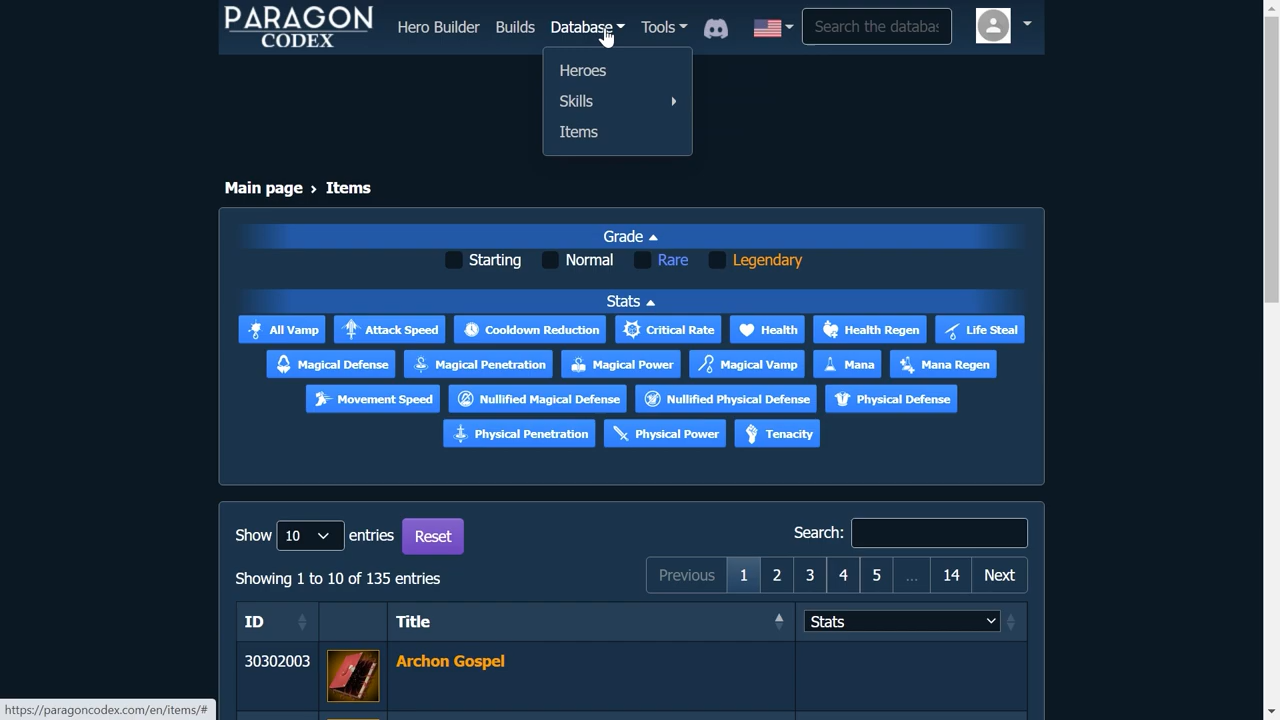 PARAGON
CODEX
Hero Builder Builds Database Tools Search the databas
Heroes
Skills
Items
Main page › Items
Grade
Starting Normal Rare Legendary
Stats
All Vamp Attack Speed Cooldown Reduction Critical Rate Health Health Regen Life Steal
Magical Defense Magical Penetration Magical Power Magical Vamp Mana Mana Regen
Movement Speed Nullified Magical Defense Nullified Physical Defense Physical Defense
Physical Penetration Physical Power Tenacity
Show 10 entries Reset Search:
Showing 1 to 10 of 135 entries Previous 1 2 3 4 5 ... 14 Next
ID Title Stats
30302003 Archon Gospel
https://paragoncodex.com/en/items/#